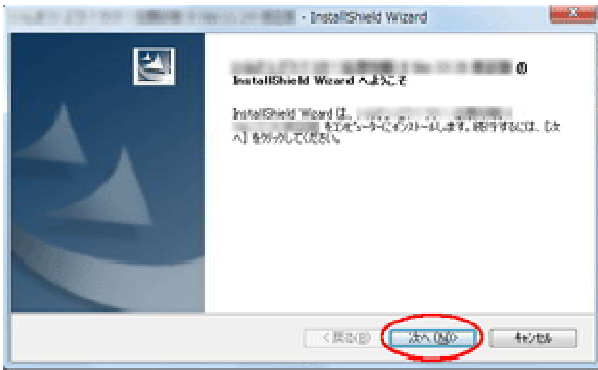 - InstallShield Wizard
の
InstallShield Wizard へようこそ
InstallShield Wizard は、
をコンピューターにインストールします。続行するには、[次
へ] をクリックしてください。
< 戻る(B)
次へ(N)>
キャンセル